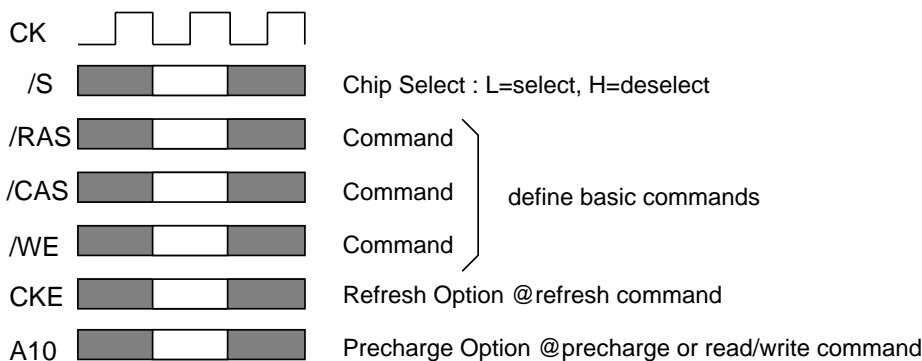 CK
/S Chip Select : L=select, H=deselect
/RAS Command
/CAS Command define basic commands
/WE Command
CKE Refresh Option @refresh command
A10 Precharge Option @precharge or read/write command